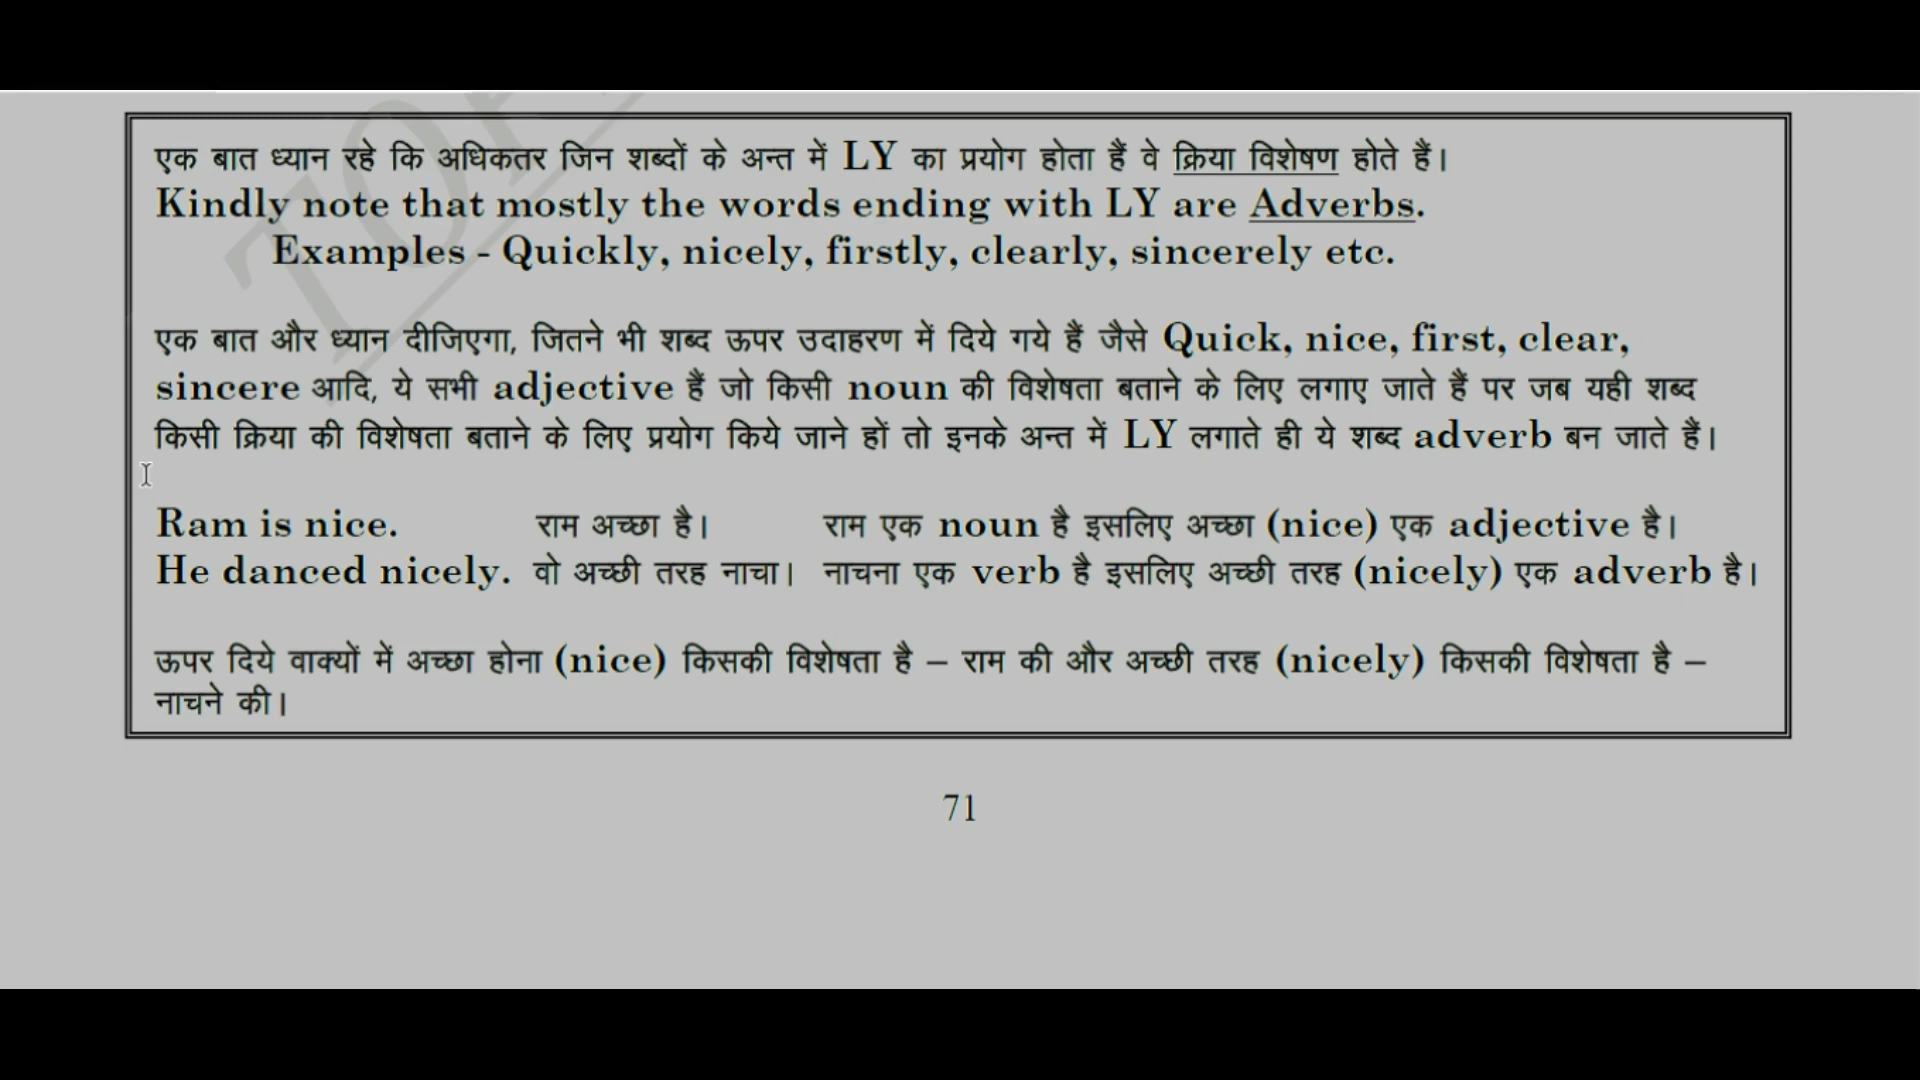 एक बात ध्यान रहे कि अधिकतर जिन शब्दों के अन्त में LY का प्रयोग होता हैं वे क्रिया विशेषण होते हैं।
Kindly note that mostly the words ending with LY are Adverbs.
Examples - Quickly, nicely, firstly, clearly, sincerely etc.
एक बात और ध्यान दीजिएगा, जितने भी शब्द ऊपर उदाहरण में दिये गये हैं जैसे Quick, nice, first, clear,
sincere आदि, ये सभी adjective हैं जो किसी noun की विशेषता बताने के लिए लगाए जाते हैं पर जब यही शब्द
किसी क्रिया की विशेषता बताने के लिए प्रयोग किये जाने हों तो इनके अन्त में LY लगाते ही ये शब्द adverb बन जाते हैं।
Ram is nice. राम अच्छा है। राम एक noun है इसलिए अच्छा (nice) एक adjective है।
He danced nicely. वो अच्छी तरह नाचा। नाचना एक verb है इसलिए अच्छी तरह (nicely) एक adverb है।
ऊपर दिये वाक्यों में अच्छा होना (nice) किसकी विशेषता है – राम की और अच्छी तरह (nicely) किसकी विशेषता है –
नाचने की।
71